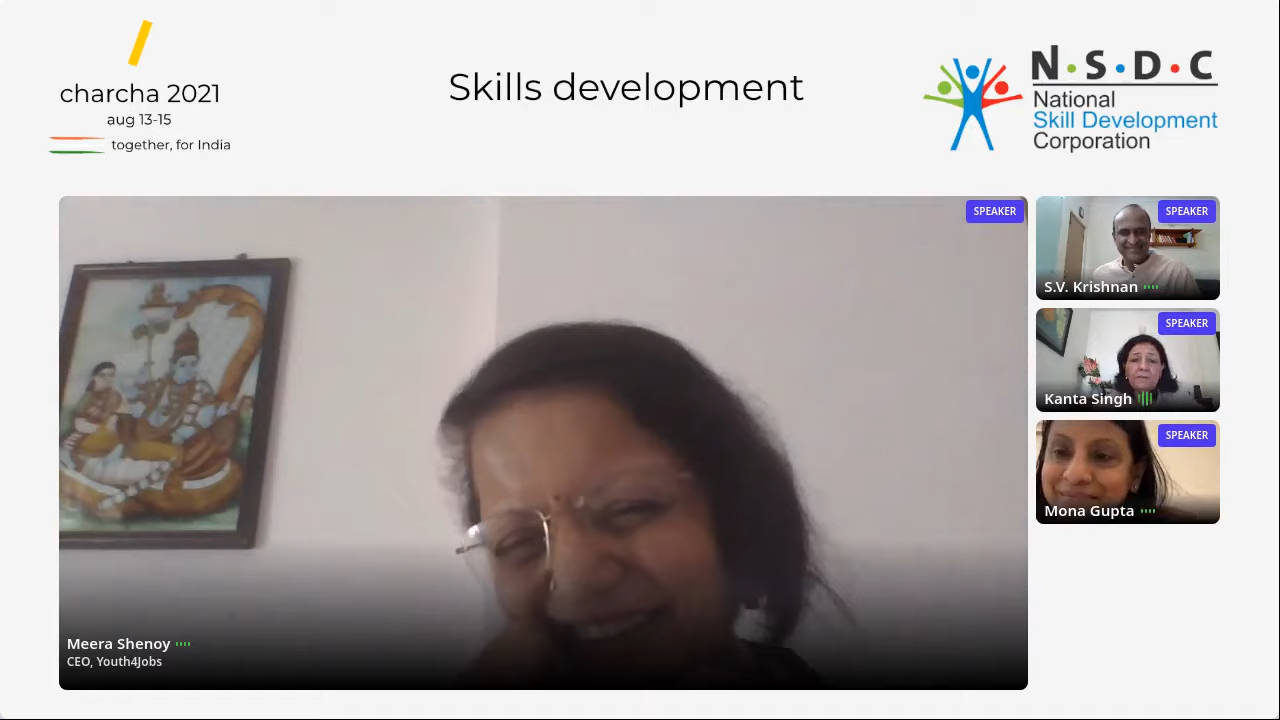 charcha 2021
aug 13-15
together, for India
Skills development
N·S·D·C
National
Skill Development
Corporation
SPEAKER
Meera Shenoy
CEO, Youth4Jobs
SPEAKER
S.V. Krishnan
SPEAKER
Kanta Singh
SPEAKER
Mona Gupta